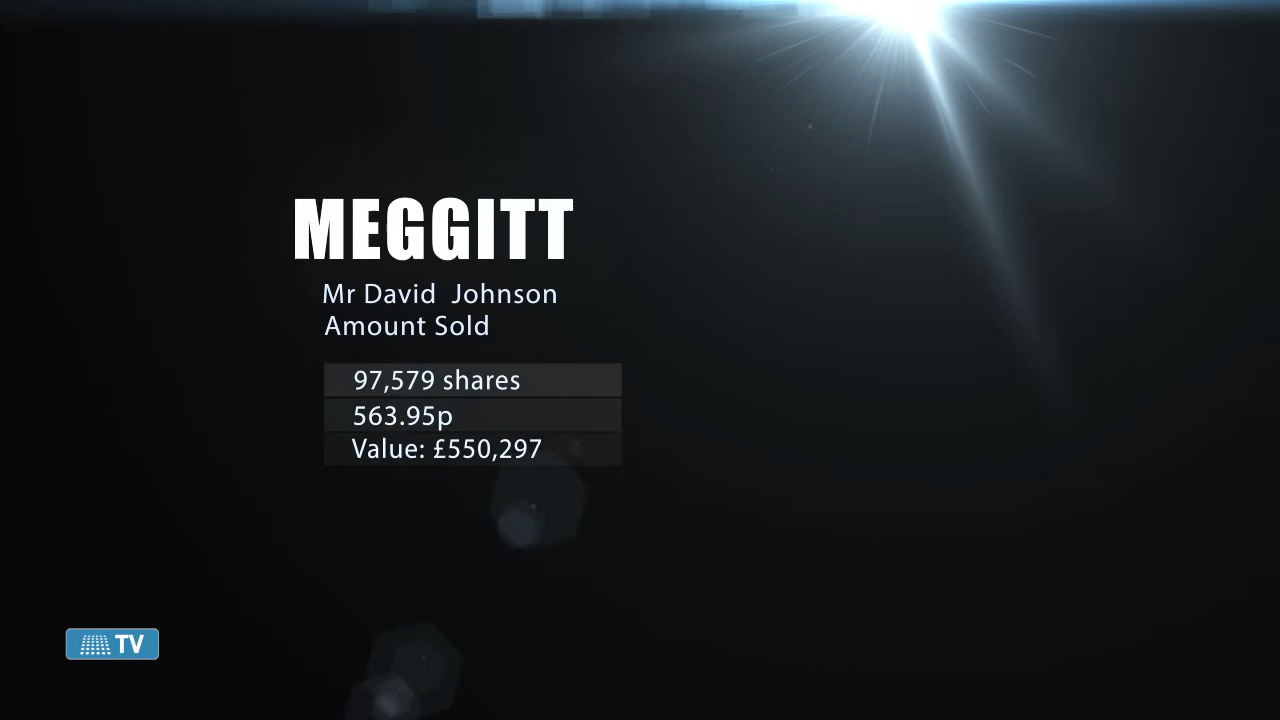 MEGGITT
Mr David Johnson
Amount Sold
97,579 shares
563.95p
Value: £550,297
TV